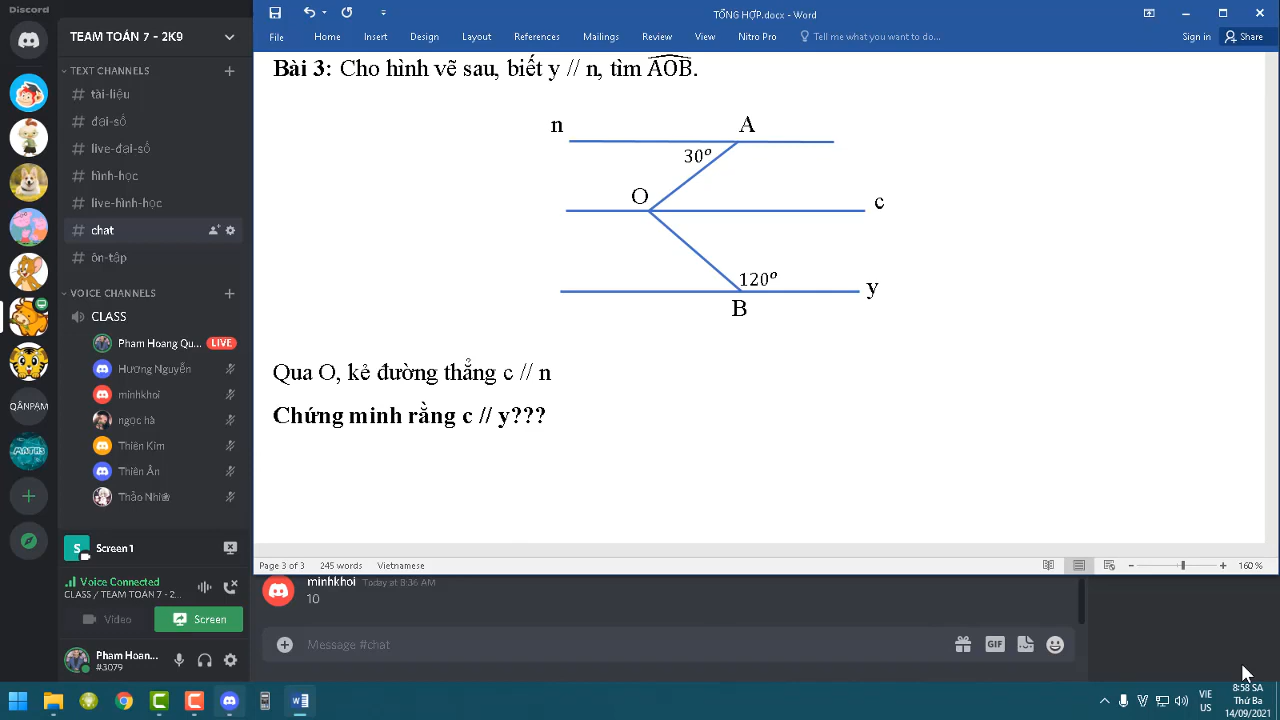 Discord
TỔNG HỢP.docx - Word
TEAM TOÁN 7 - 2K9
File Home Insert Design Layout References Mailings Review View Nitro Pro Tell me what you want to do... Sign in Share
TEXT CHANNELS
# tài-liệu
# đại-số
# live-đại-số
# hình-học
# live-hình-học
# chat
# ôn-tập
VOICE CHANNELS
CLASS
Pham Hoang Qu... LIVE
Hương Nguyễn
minhkhoi
ngọc hà
Thiên Kim
Thiên Ân
Thảo Nhi
QÂNPAM
S Screen 1
Voice Connected
CLASS / TEAM TOÁN 7 - 2...
Video Screen
Pham Hoan...
#3079
Bài 3: Cho hình vẽ sau, biết y // n, tìm AOB.
n A
30°
O c
120°
y
B
Qua O, kẻ đường thẳng c // n
Chứng minh rằng c // y???
Page 3 of 3 245 words Vietnamese 160 %
minhkhoi Today at 8:36 AM
10
Message #chat
GIF
VIE
US
8:58 SA
Thứ Ba
14/09/2021